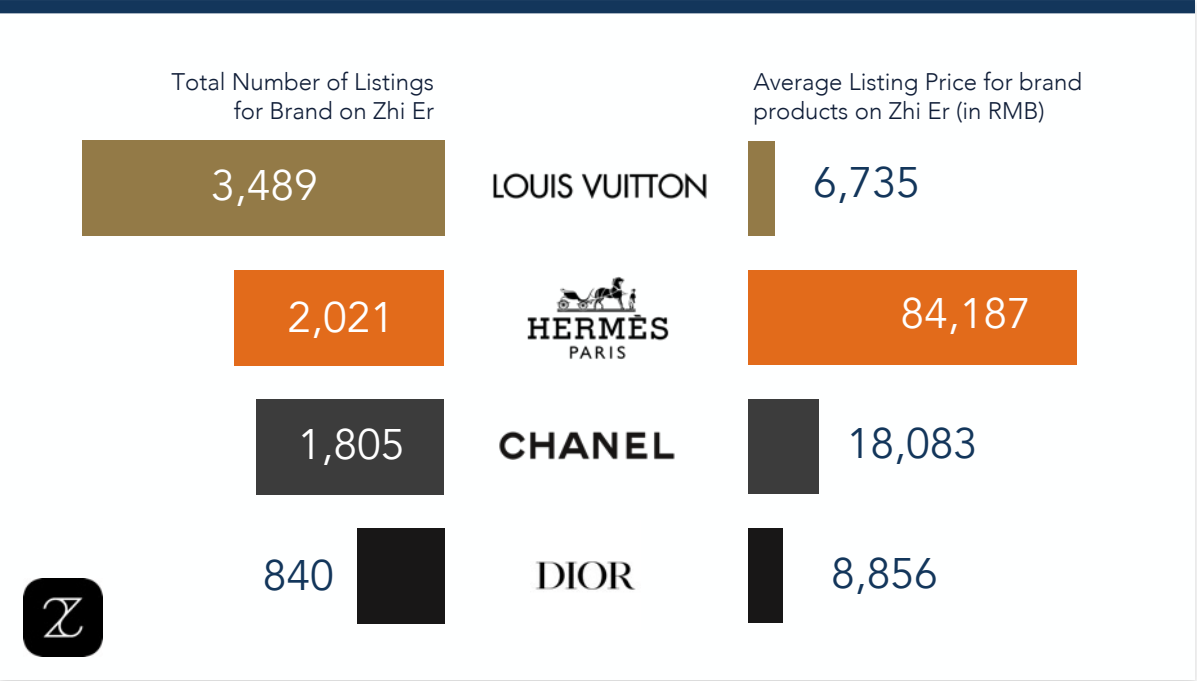 Total Number of Listings
for Brand on Zhi Er
Average Listing Price for brand
products on Zhi Er (in RMB)
3,489
LOUIS VUITTON
6,735
2,021
HERMÈS
PARIS
84,187
1,805
CHANEL
18,083
840
DIOR
8,856